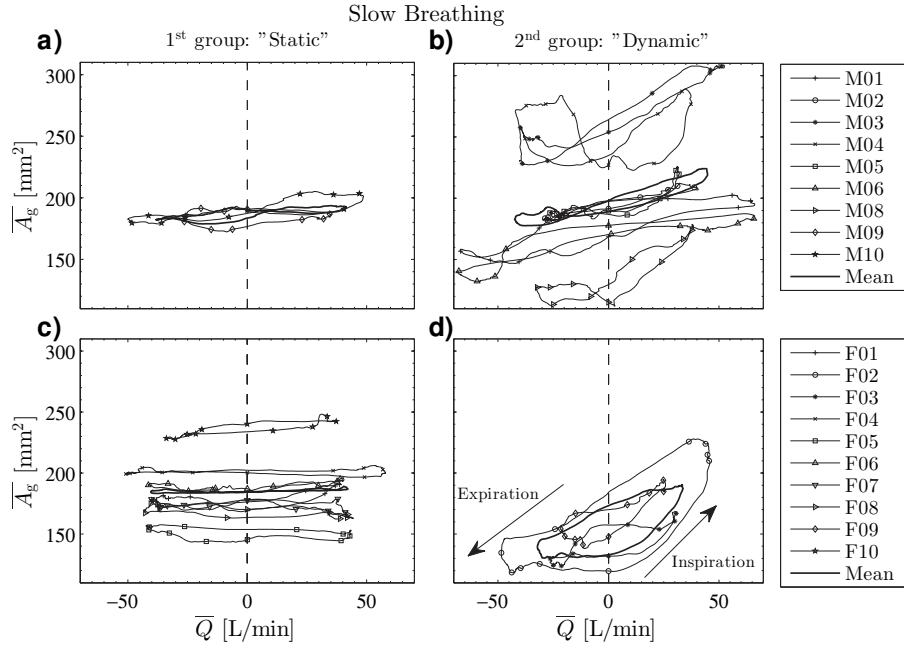 Slow Breathing
a)
1st group: "Static"
b)
2nd group: "Dynamic"
300
250
200
150
A̅g [mm²]
M01
M02
M03
M04
M05
M06
M08
M09
M10
Mean
c)
d)
300
250
200
150
A̅g [mm²]
Expiration
Inspiration
F01
F02
F03
F04
F05
F06
F07
F08
F09
F10
Mean
−50 0 50
−50 0 50
Q̅ [L/min]
Q̅ [L/min]